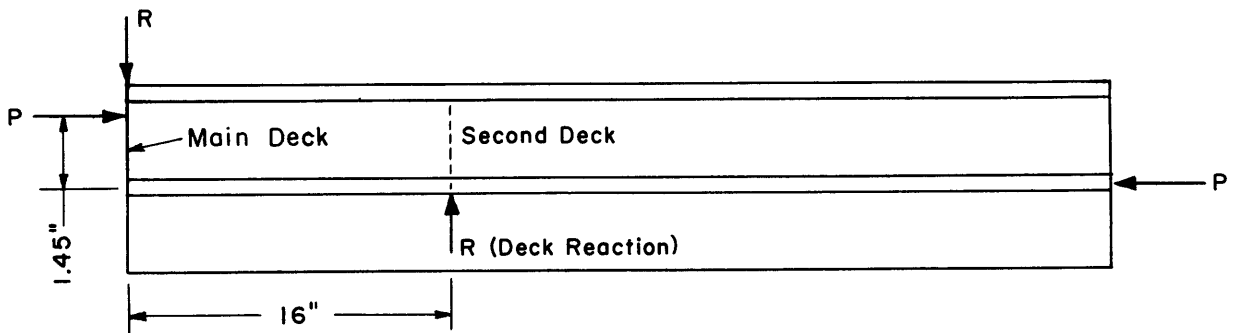 R
P
Main Deck
Second Deck
P
1.45"
R (Deck Reaction)
16"